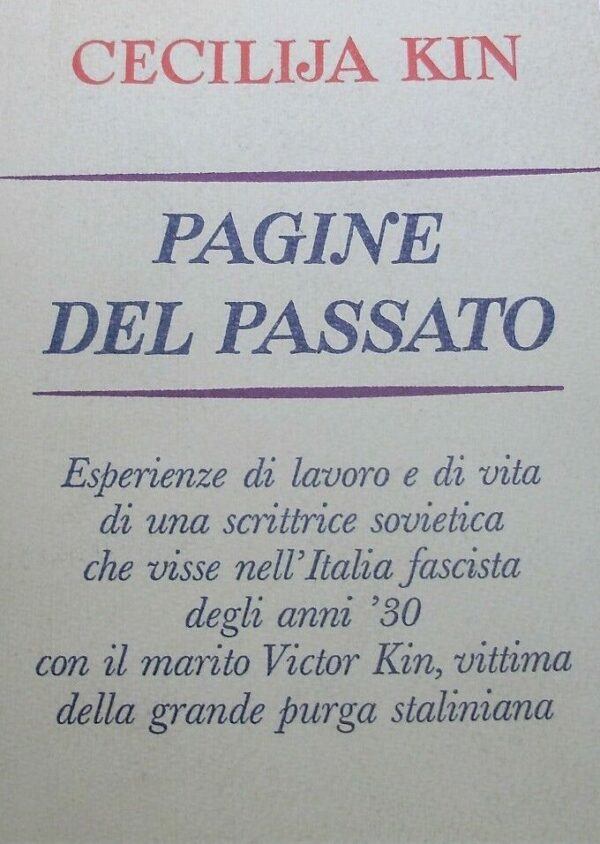 CECILIJA KIN
PAGINE
DEL PASSATO
Esperienze di lavoro e di vita
di una scrittrice sovietica
che visse nell'Italia fascista
degli anni '30
con il marito Victor Kin, vittima
della grande purga staliniana